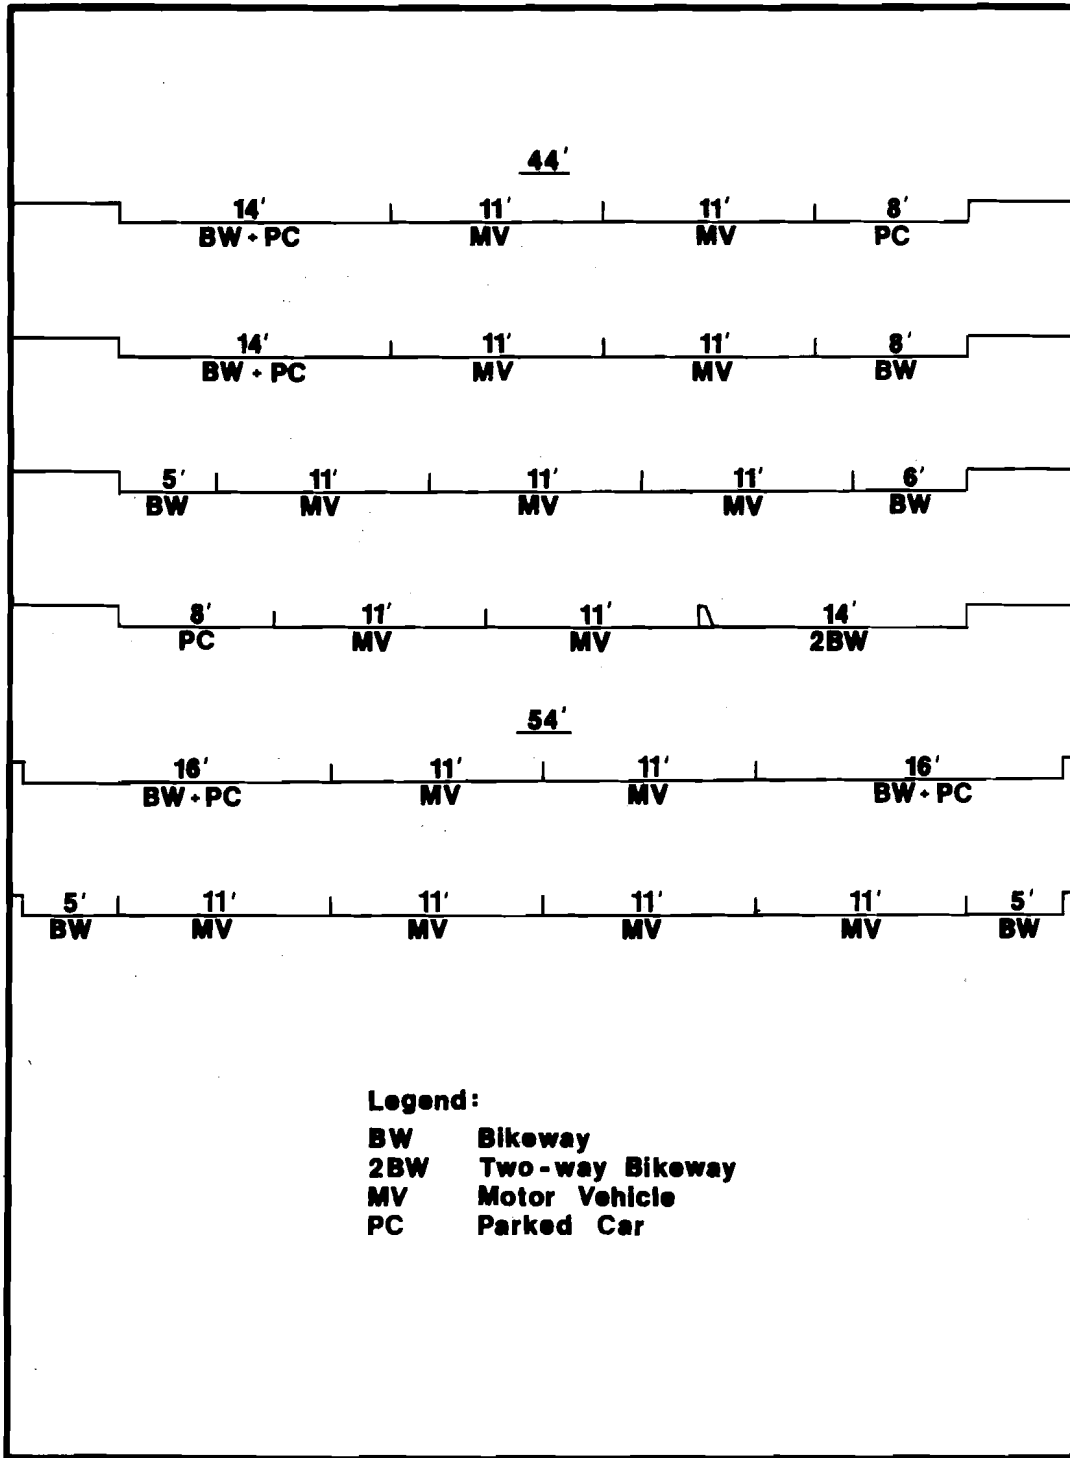 44'
14' 11' 11' 8'
BW + PC MV MV PC
14' 11' 11' 8'
BW + PC MV MV BW
5' 11' 11' 11' 6'
BW MV MV MV BW
8' 11' 11' 14'
PC MV MV 2BW
54'
16' 11' 11' 16'
BW + PC MV MV BW + PC
5' 11' 11' 11' 11' 5'
BW MV MV MV MV BW
Legend:
BW Bikeway
2BW Two-way Bikeway
MV Motor Vehicle
PC Parked Car